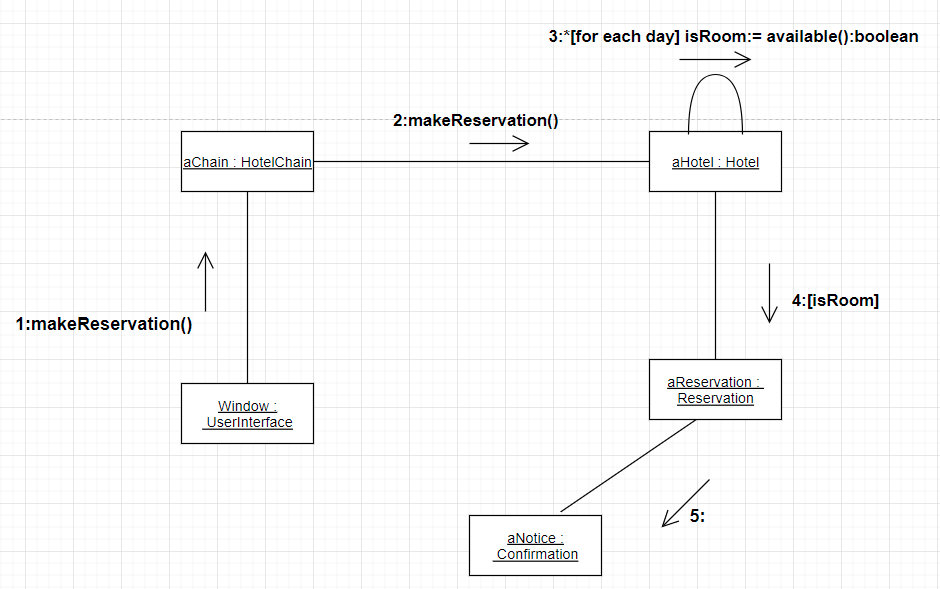 3:*[for each day] isRoom:= available():boolean
2:makeReservation()
aChain : HotelChain
aHotel : Hotel
1:makeReservation()
4:[isRoom]
aReservation :
Reservation
Window :
UserInterface
5:
aNotice :
Confirmation